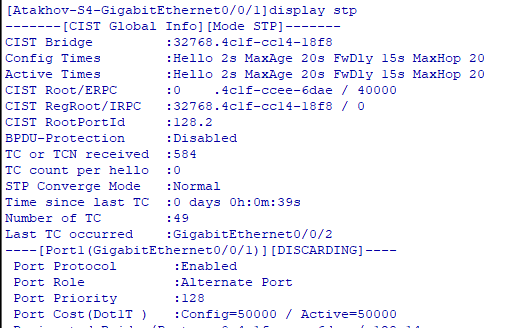 [Atakhov-S4-GigabitEthernet0/0/1]display stp
-------[CIST Global Info][Mode STP]-------
CIST Bridge         :32768.4c1f-cc14-18f8
Config Times        :Hello 2s MaxAge 20s FwDly 15s MaxHop 20
Active Times        :Hello 2s MaxAge 20s FwDly 15s MaxHop 20
CIST Root/ERPC      :0    .4c1f-ccee-6dae / 40000
CIST RegRoot/IRPC   :32768.4c1f-cc14-18f8 / 0
CIST RootPortId     :128.2
BPDU-Protection     :Disabled
TC or TCN received  :584
TC count per hello  :0
STP Converge Mode   :Normal
Time since last TC  :0 days 0h:0m:39s
Number of TC        :49
Last TC occurred    :GigabitEthernet0/0/2
----[Port1(GigabitEthernet0/0/1)][DISCARDING]----
 Port Protocol       :Enabled
 Port Role           :Alternate Port
 Port Priority       :128
 Port Cost(Dot1T )   :Config=50000 / Active=50000